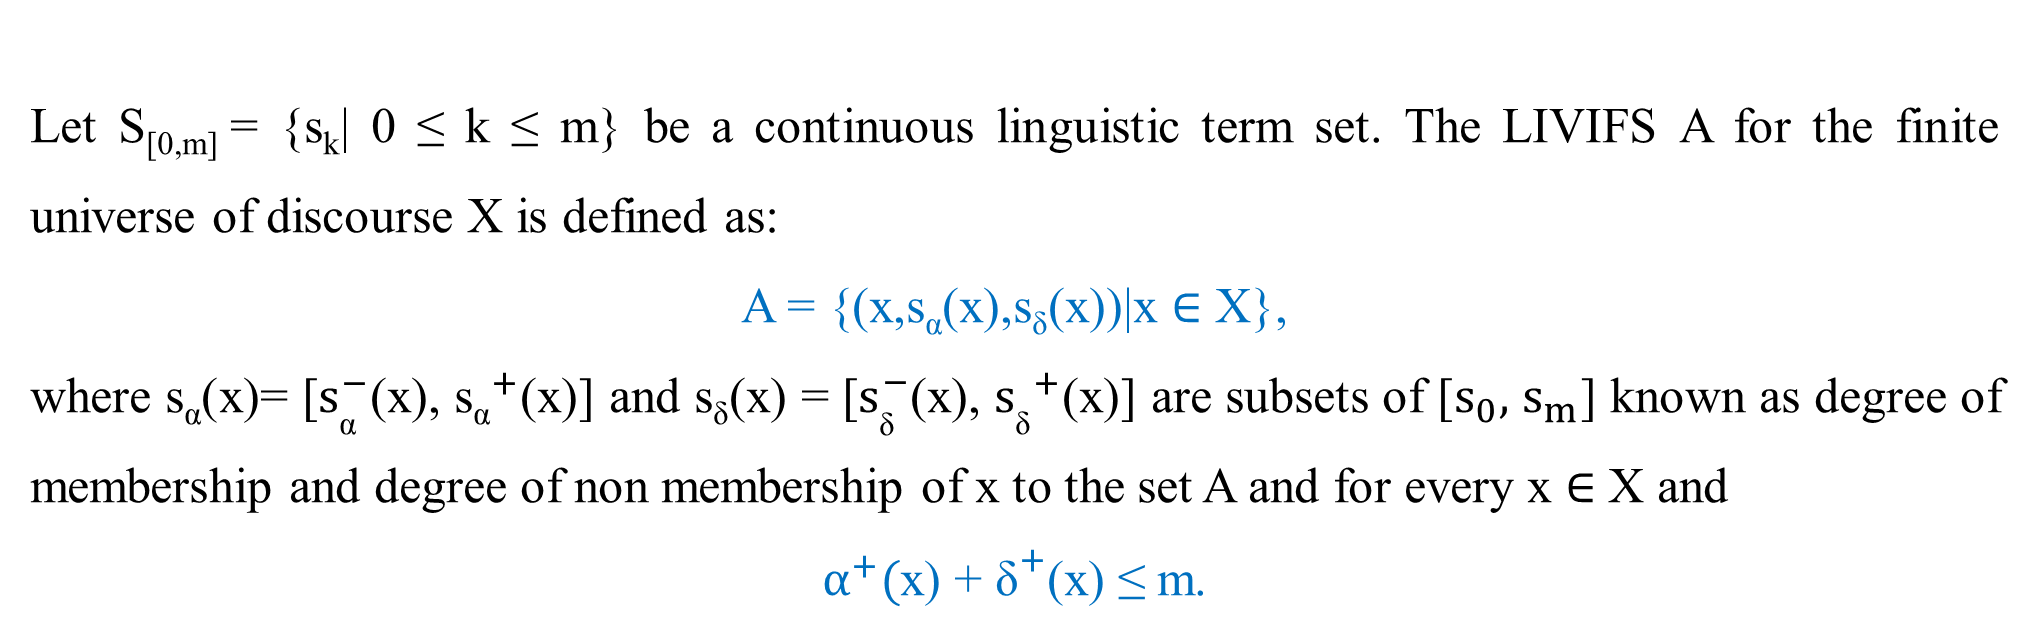 Let S[0,m] = {sk| 0 ≤ k ≤ m} be a continuous linguistic term set. The LIVIFS A for the finite
universe of discourse X is defined as:
A = {(x,sα(x),sδ(x))|x ∈ X},
where sα(x)= [sα−(x), sα+(x)] and sδ(x) = [sδ−(x), sδ+(x)] are subsets of [s0, sm] known as degree of
membership and degree of non membership of x to the set A and for every x ∈ X and
α+(x) + δ+(x) ≤ m.